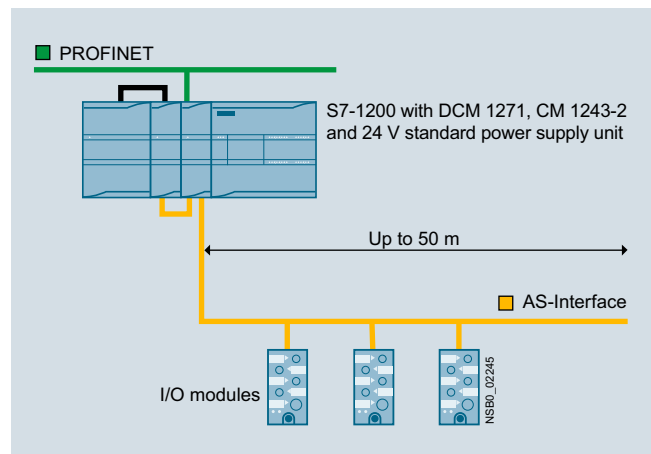 PROFINET
S7-1200 with DCM 1271, CM 1243-2
and 24 V standard power supply unit
Up to 50 m
AS-Interface
I/O modules
NSB0_02245